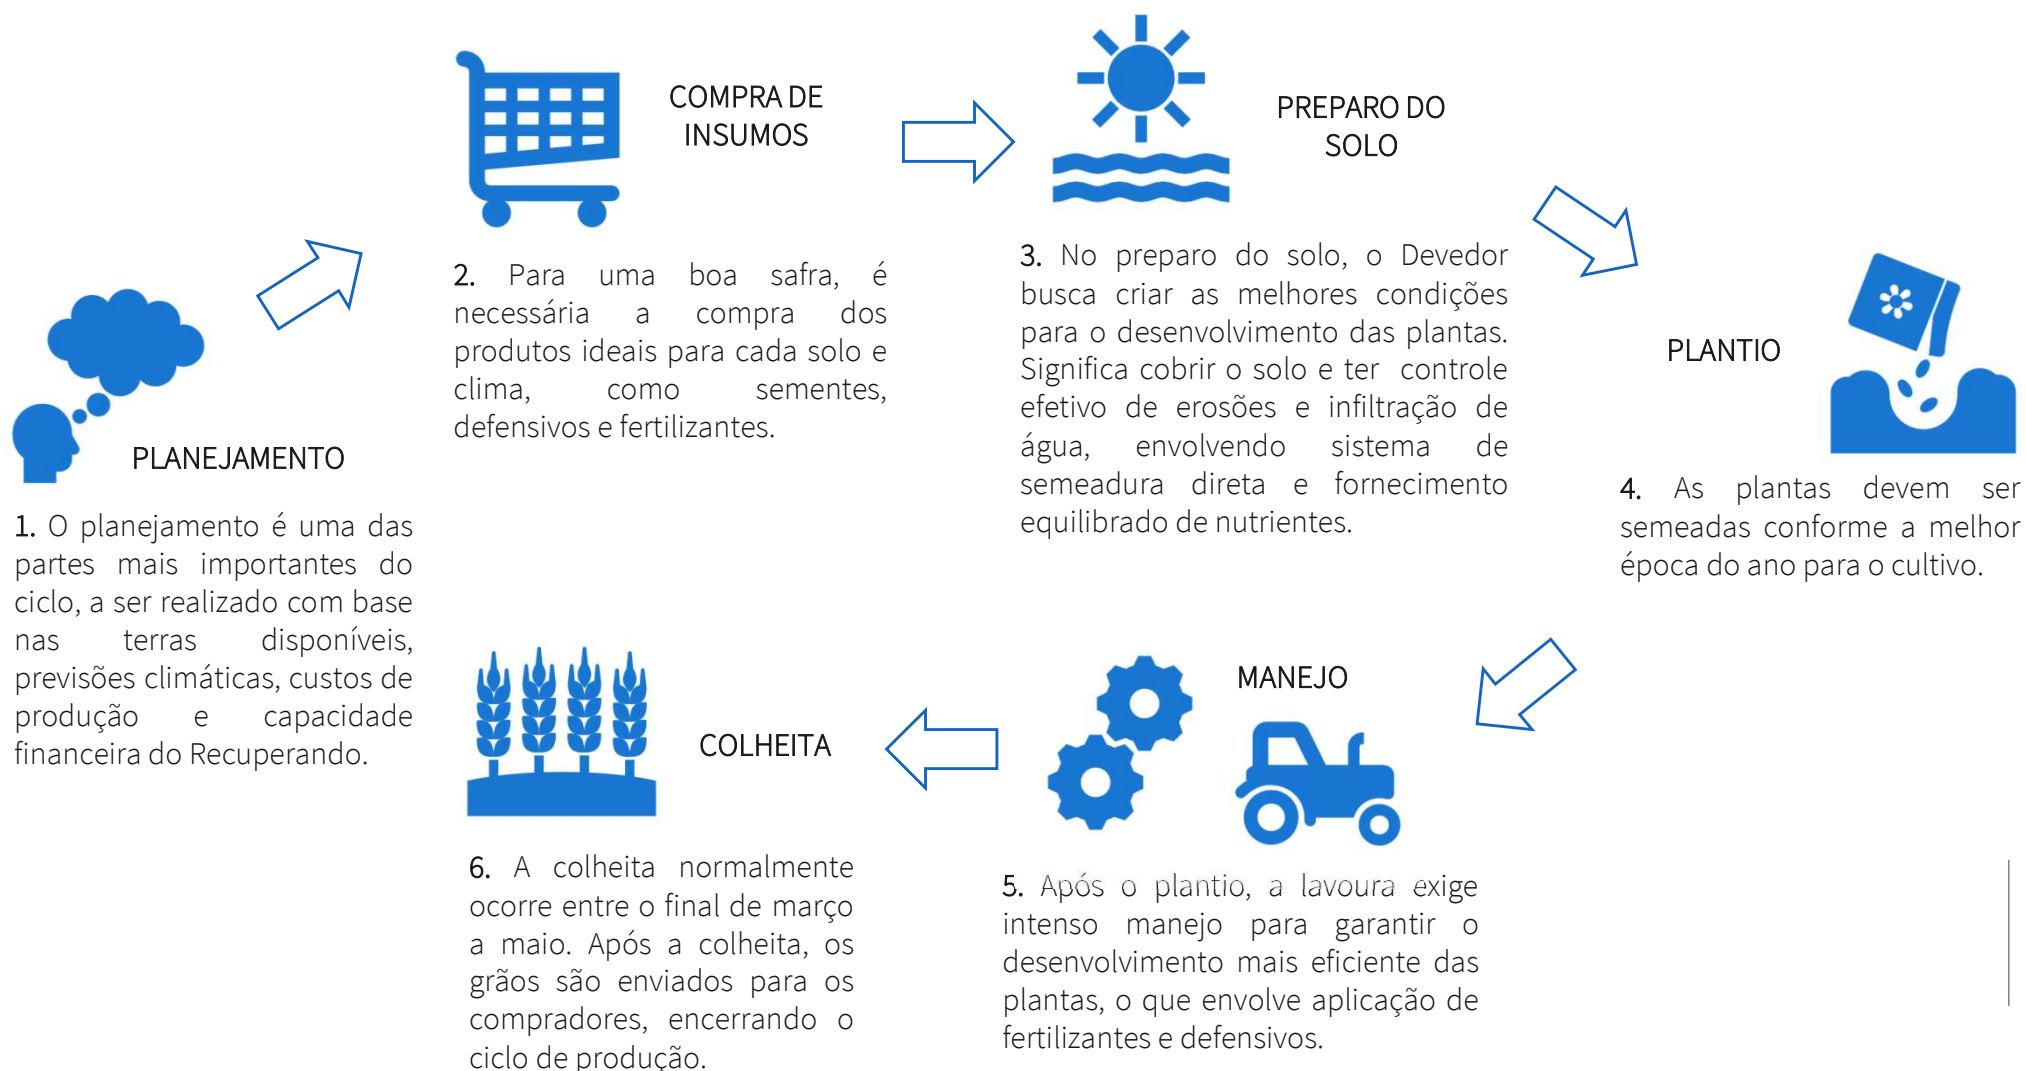 PLANEJAMENTO
1. O planejamento é uma das
partes mais importantes do
ciclo, a ser realizado com base
nas terras disponíveis,
previsões climáticas, custos de
produção e capacidade
financeira do Recuperando.
COMPRA DE
INSUMOS
2. Para uma boa safra, é
necessária a compra dos
produtos ideais para cada solo e
clima, como sementes,
defensivos e fertilizantes.
PREPARO DO
SOLO
3. No preparo do solo, o Devedor
busca criar as melhores condições
para o desenvolvimento das plantas.
Significa cobrir o solo e ter controle
efetivo de erosões e infiltração de
água, envolvendo sistema de
semeadura direta e fornecimento
equilibrado de nutrientes.
PLANTIO
4. As plantas devem ser
semeadas conforme a melhor
época do ano para o cultivo.
MANEJO
5. Após o plantio, a lavoura exige
intenso manejo para garantir o
desenvolvimento mais eficiente das
plantas, o que envolve aplicação de
fertilizantes e defensivos.
COLHEITA
6. A colheita normalmente
ocorre entre o final de março
a maio. Após a colheita, os
grãos são enviados para os
compradores, encerrando o
ciclo de produção.